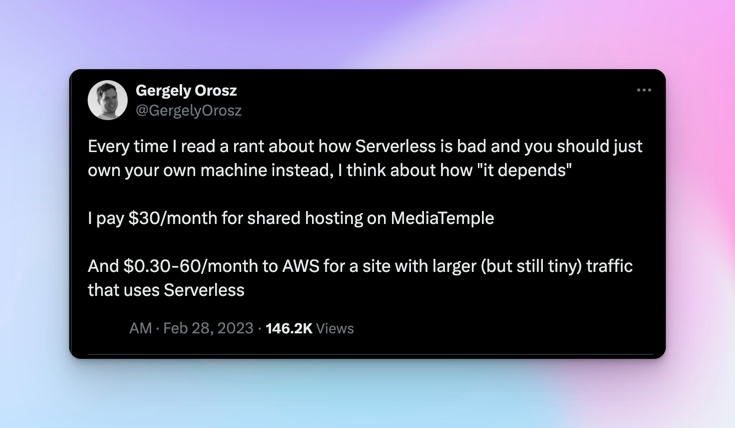 Gergely Orosz
@GergelyOrosz
Every time I read a rant about how Serverless is bad and you should just
own your own machine instead, I think about how "it depends"
I pay $30/month for shared hosting on MediaTemple
And $0.30-60/month to AWS for a site with larger (but still tiny) traffic
that uses Serverless
AM · Feb 28, 2023 · 146.2K Views